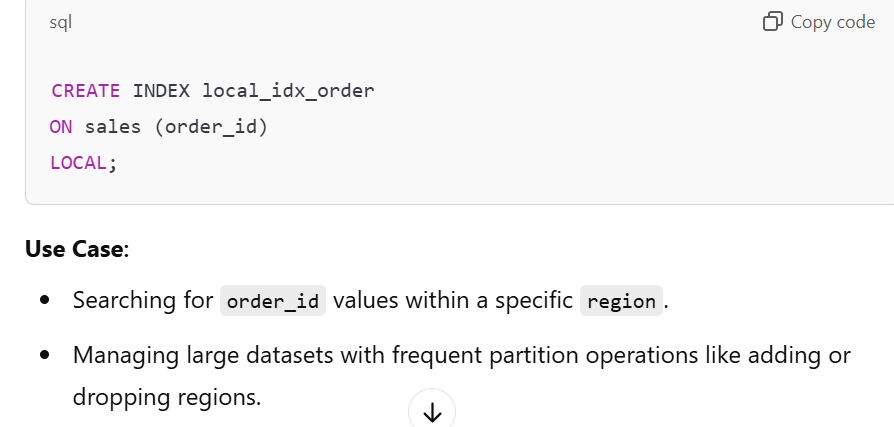 sql
Copy code
CREATE INDEX local_idx_order
ON sales (order_id)
LOCAL;
Use Case:
Searching for order_id values within a specific region.
Managing large datasets with frequent partition operations like adding or
dropping regions.